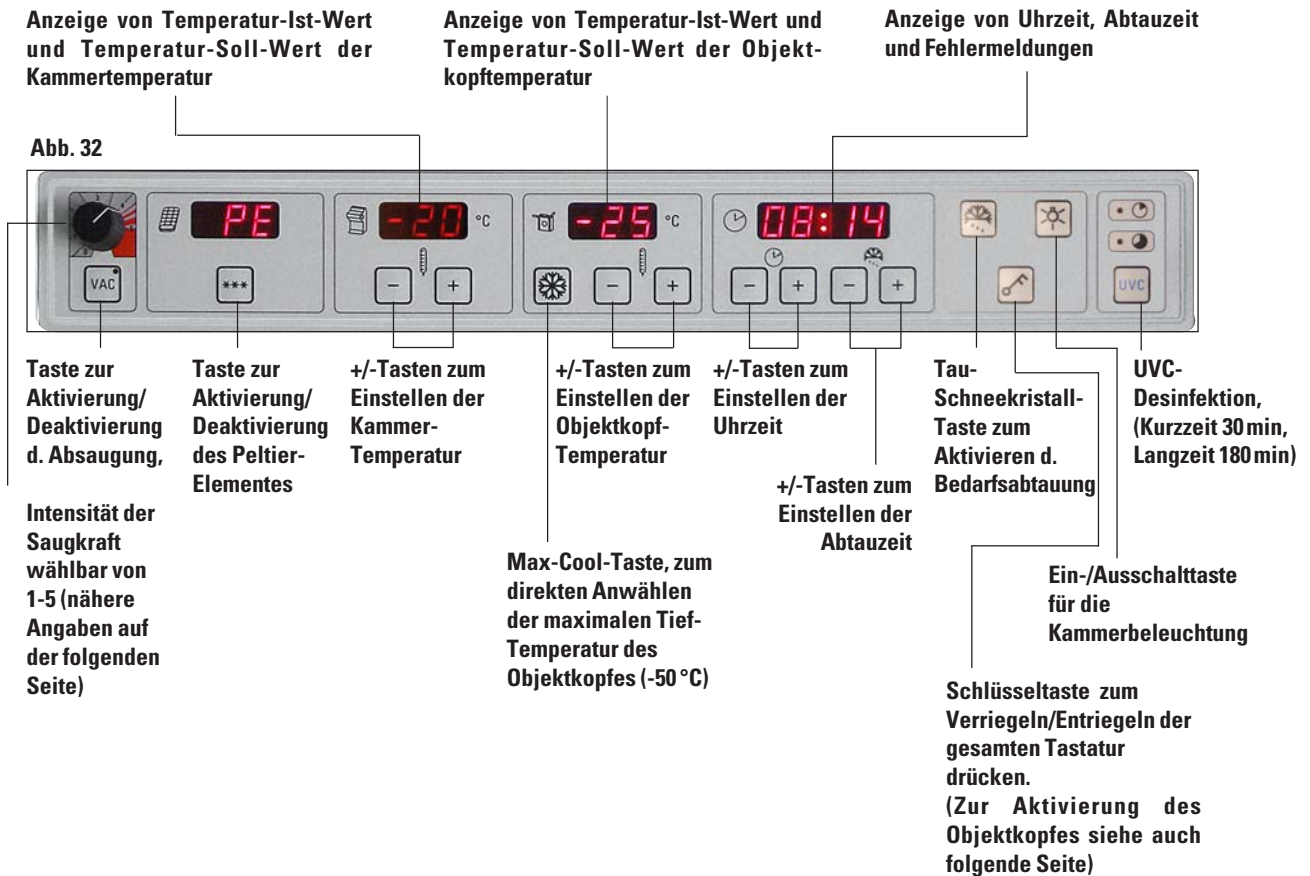 Anzeige von Temperatur-Ist-Wert
und Temperatur-Soll-Wert der
Kammertemperatur
Anzeige von Temperatur-Ist-Wert und
Temperatur-Soll-Wert der Objekt-
kopftemperatur
Anzeige von Uhrzeit, Abtauzeit
und Fehlermeldungen
Abb. 32
PE
-20 °C
-25 °C
08:14
VAC
***
- +
- +
- + - +
UVC
Taste zur
Aktivierung/
Deaktivierung
d. Absaugung,
Intensität der
Saugkraft
wählbar von
1-5 (nähere
Angaben auf
der folgenden
Seite)
Taste zur
Aktivierung/
Deaktivierung
des Peltier-
Elementes
+/-Tasten zum
Einstellen der
Kammer-
Temperatur
+/-Tasten zum
Einstellen der
Objektkopf-
Temperatur
Max-Cool-Taste, zum
direkten Anwählen
der maximalen Tief-
Temperatur des
Objektkopfes (-50 °C)
+/-Tasten zum
Einstellen der
Uhrzeit
+/-Tasten zum
Einstellen der
Abtauzeit
Tau-
Schneekristall-
Taste zum
Aktivieren d.
Bedarfsabtauung
UVC-
Desinfektion,
(Kurzzeit 30 min,
Langzeit 180 min)
Ein-/Ausschalttaste
für die
Kammerbeleuchtung
Schlüsseltaste zum
Verriegeln/Entriegeln der
gesamten Tastatur
drücken.
(Zur Aktivierung des
Objektkopfes siehe auch
folgende Seite)